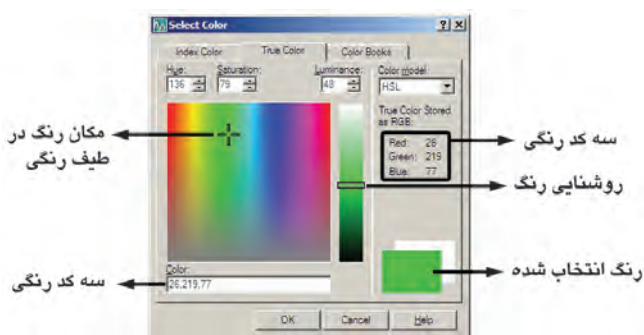 Select Color
Index Color
True Color
Color Books
Hue:
Saturation:
Luminance:
Color model:
136
79
48
HSL
True Color Stored as RGB:
Red: 26
Green: 219
Blue: 77
Color:
26,219,77
OK
Cancel
Help
مکان رنگ در
طیف رنگی
سه کد رنگی
سه کد رنگی
روشنایی رنگ
رنگ انتخاب شده